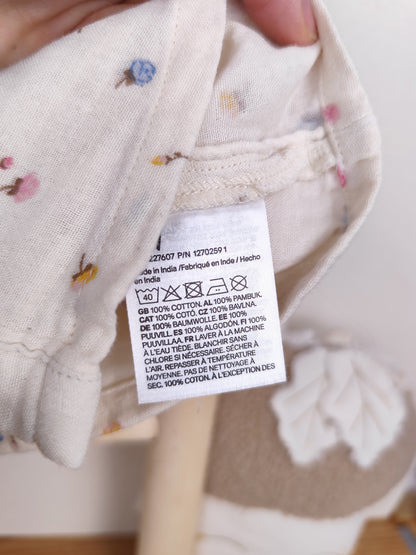 227607 P/N 12702591
de in India /Fabriqué en Inde / Hecho
en India
40
GB 100% COTTON. AL 100% PAMBUK.
CAT 100% COTÓ. CZ 100% BAVLNA.
DE 100% BAUMWOLLE. EE 100%
PUUVILL. ES 100% ALGODÓN. FI 100%
PUUVILLAA. FR LAVER À LA MACHINE
À L'EAU TIÈDE. BLANCHIR SANS
CHLORE SI NÉCESSAIRE. SÉCHER À
L'AIR. REPASSER À TEMPÉRATURE
MOYENNE. PAS DE NETTOYAGE À
SEC. 100% COTON. À L'EXCEPTION DES